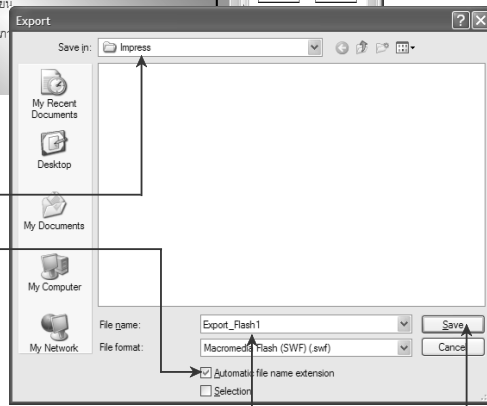 Export
Save in: Impress
My Recent Documents
Desktop
My Documents
My Computer
My Network
File name: Export_Flash1 Save
File format: Macromedia Flash (SWF) (.swf) Cancel
Automatic file name extension
Selection